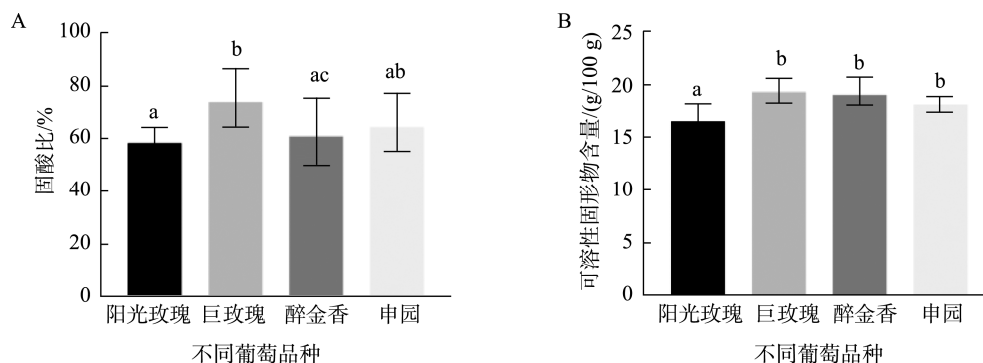 A
固酸比/%
100
80
60
40
20
0
a
b
ac
ab
阳光玫瑰 巨玫瑰 醉金香 申园
不同葡萄品种
B
可溶性固形物含量/(g/100 g)
25
20
15
10
5
0
a
b
b
b
阳光玫瑰 巨玫瑰 醉金香 申园
不同葡萄品种